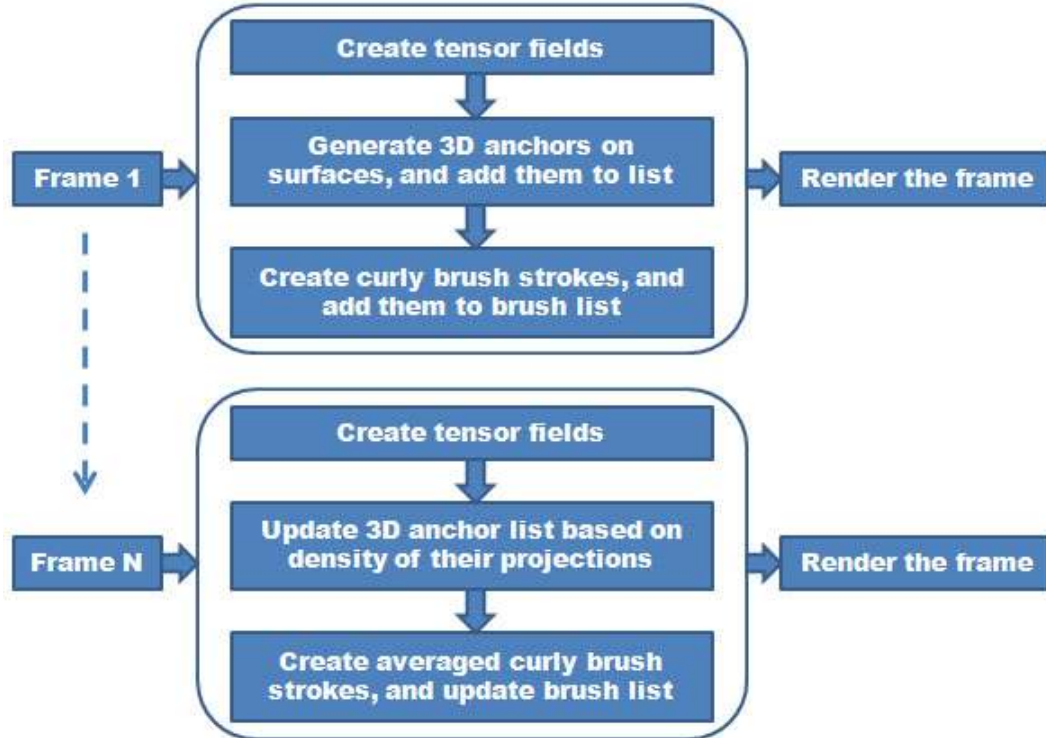 Create tensor fields
Generate 3D anchors on
surfaces, and add them to list
Frame 1
Render the frame
Create curly brush strokes, and
add them to brush list
Create tensor fields
Update 3D anchor list based on
density of their projections
Frame N
Render the frame
Create averaged curly brush
strokes, and update brush list